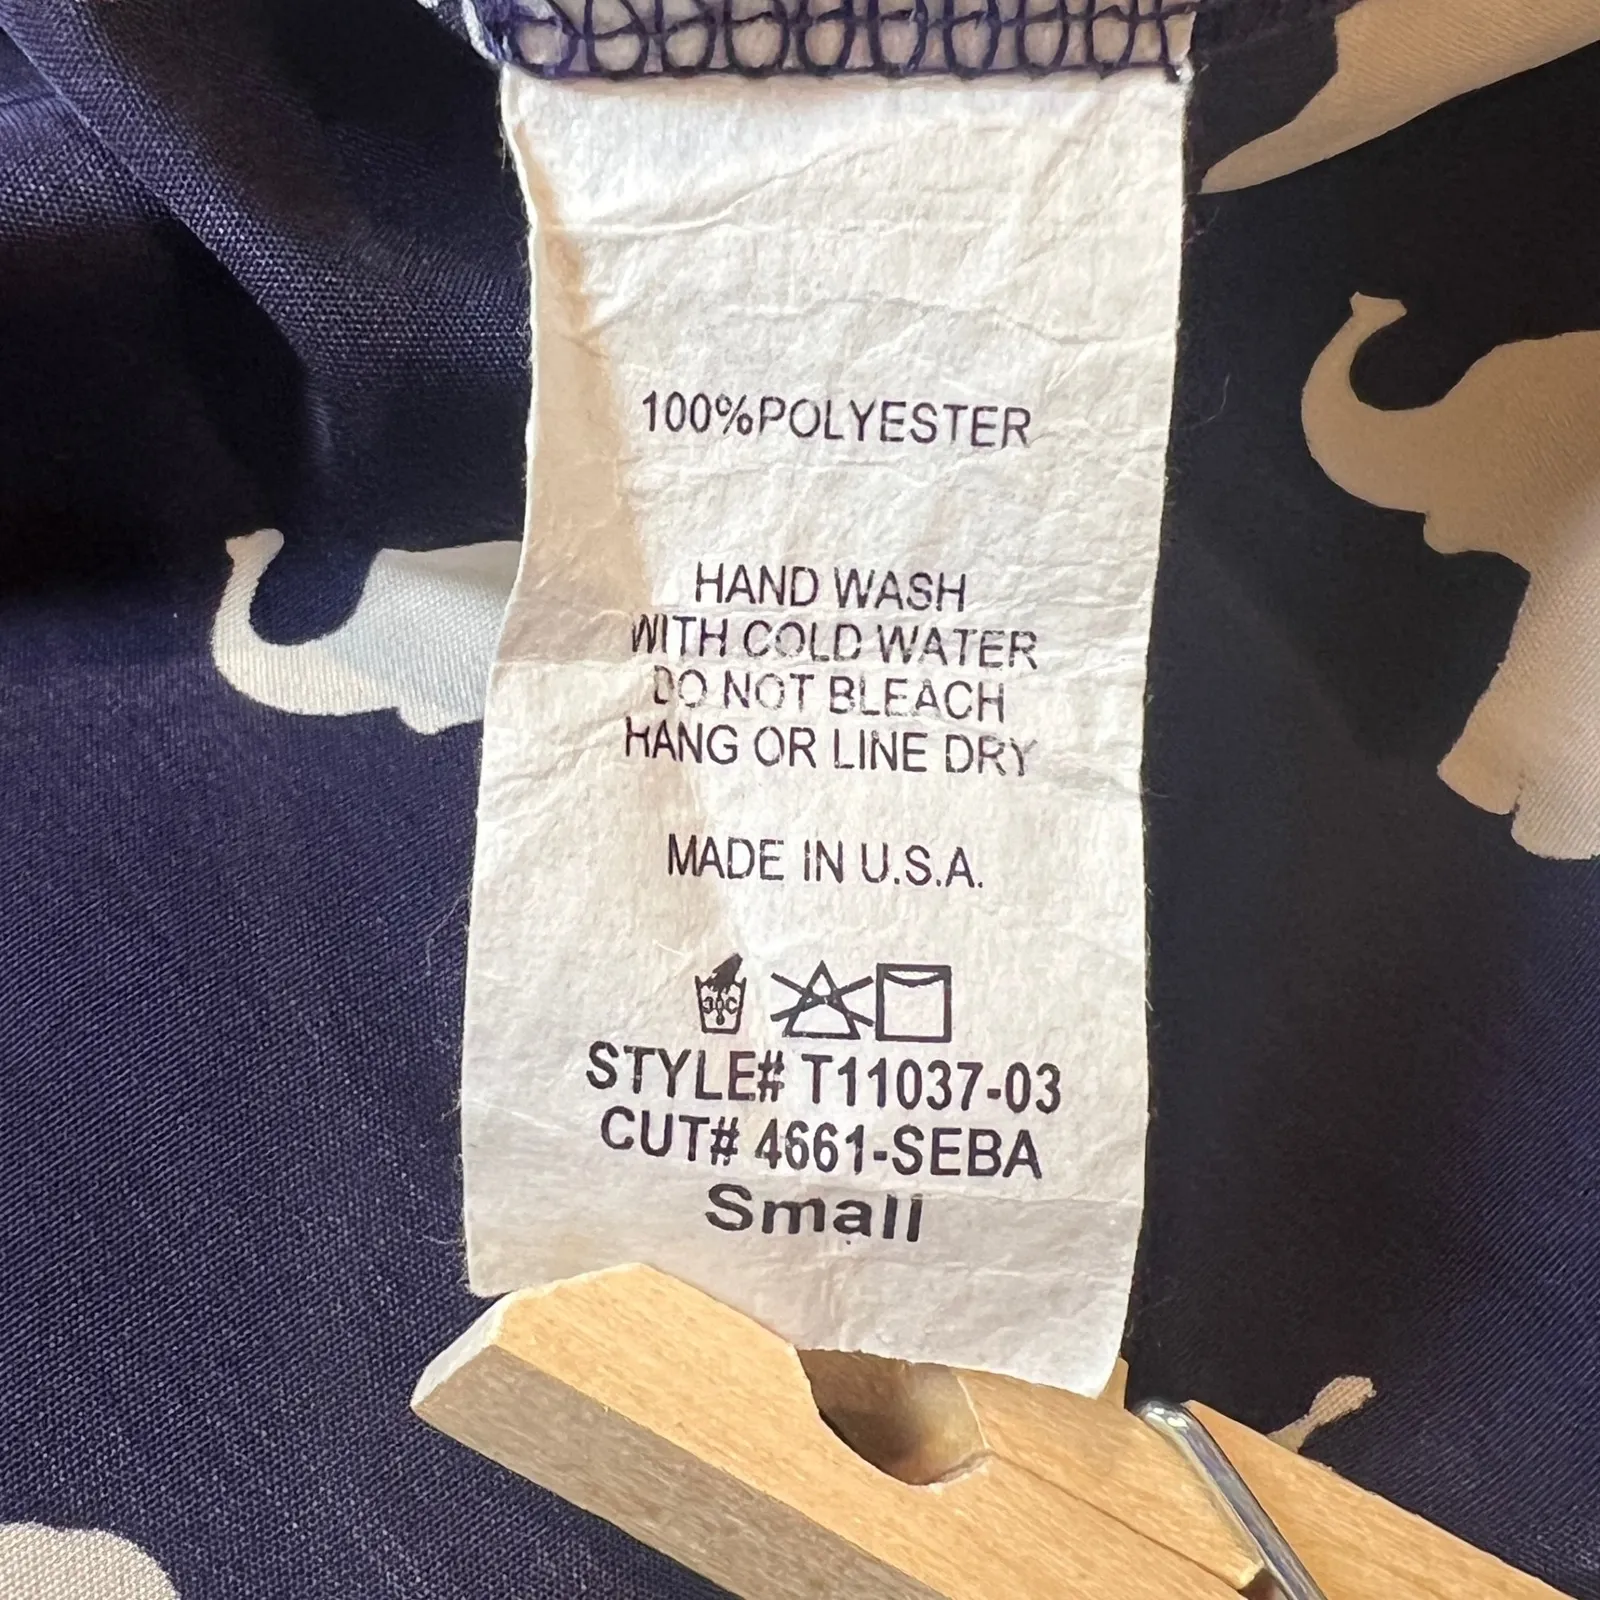 100%POLYESTER
HAND WASH
WITH COLD WATER
DO NOT BLEACH
HANG OR LINE DRY
MADE IN U.S.A.
30C
STYLE# T11037-03
CUT# 4661-SEBA
Small